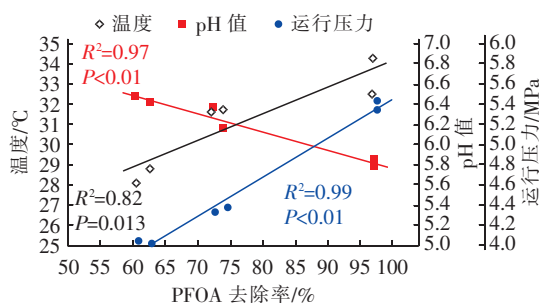 温度 pH 值 运行压力
35 34 33 32 31 30 29 28 27 26 25
温度/℃
R²=0.97
P<0.01
R²=0.82
P=0.013
R²=0.99
P<0.01
7.0 6.8 6.6 6.4 6.2 6.0 5.8 5.6 5.4 5.2 5.0
pH 值
6.0 5.8 5.6 5.4 5.2 5.0 4.8 4.6 4.4 4.2 4.0
运行压力/MPa
50 55 60 65 70 75 80 85 90 95 100
PFOA 去除率/%